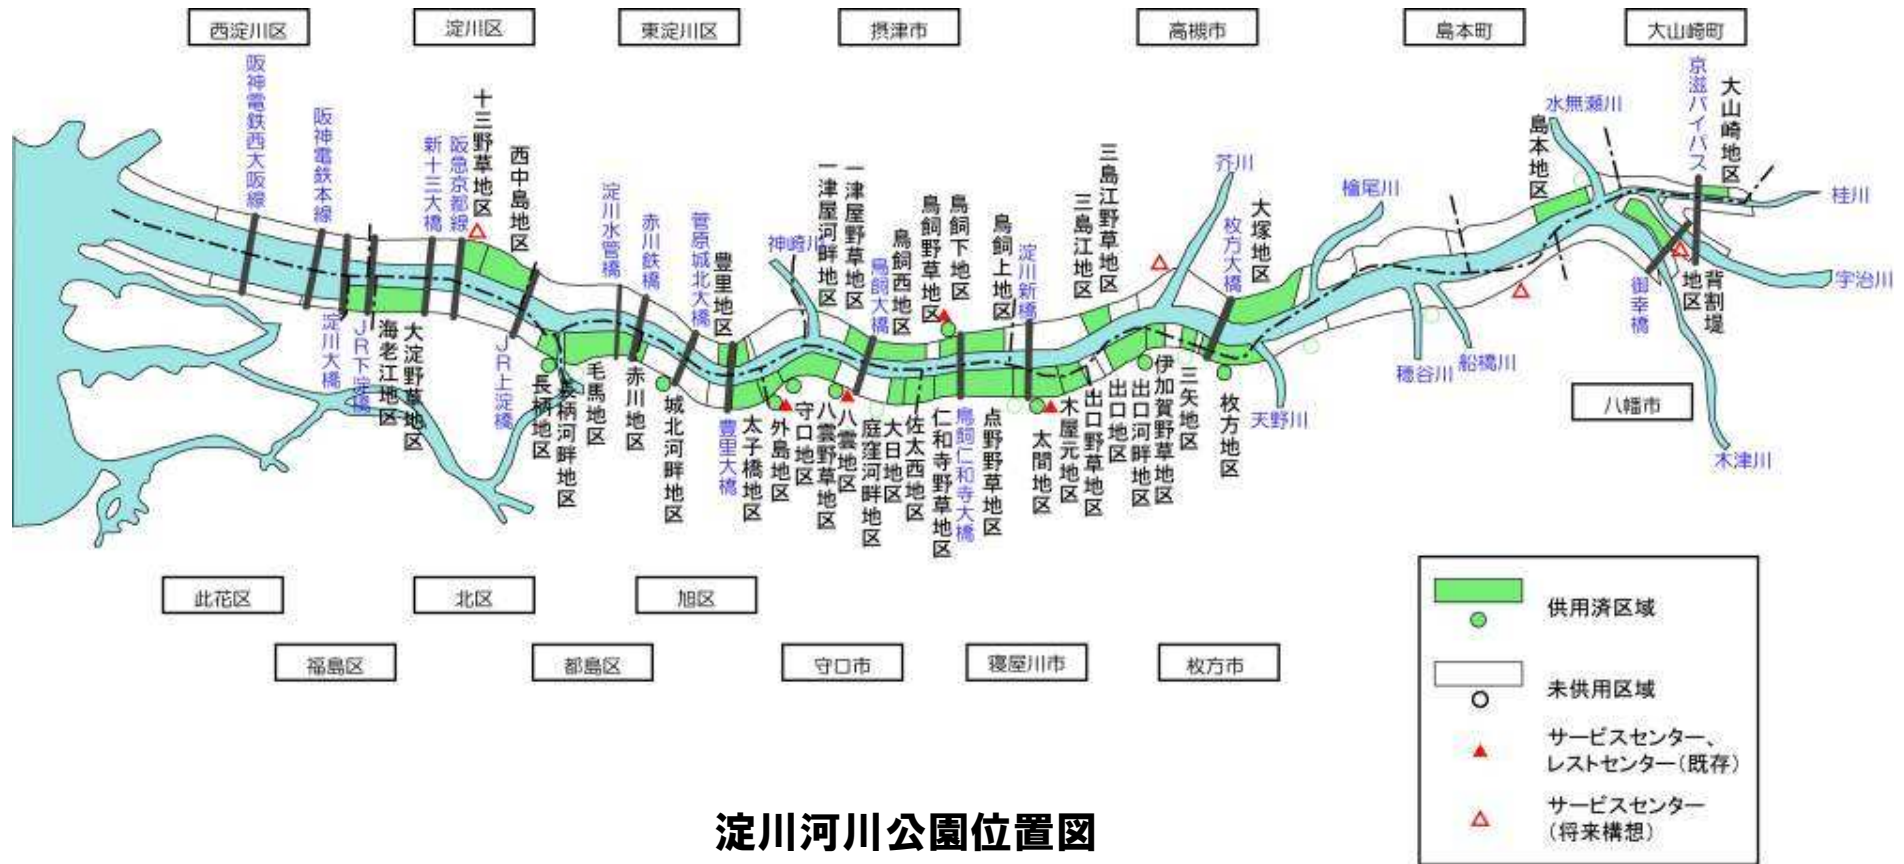 西淀川区
淀川区
東淀川区
摂津市
高槻市
島本町
大山崎町
阪神電鉄西大阪線
阪神電鉄本線
新十三大橋
阪急京都線
十三野草地区
西中島地区
淀川水管橋
赤川鉄橋
菅原城北大橋
豊里地区
神崎川
一津屋河畔地区
一津屋野草地区
鳥飼大橋
鳥飼西地区
鳥飼野草地区
鳥飼下地区
鳥飼上地区
淀川新橋
三島江地区
三島江野草地区
芥川
枚方大橋
大塚地区
檜尾川
島本地区
水無瀬川
京滋バイパス
大山崎地区
桂川
宇治川
淀川大橋
JR下淀橋
海老江地区
大淀野草地区
JR上淀橋
長柄地区
長柄河畔地区
毛馬地区
赤川地区
城北河畔地区
豊里大橋
太子橋地区
外島地区
守口地区
八雲野草地区
八雲地区
庭窪河畔地区
大日地区
佐太西地区
仁和寺野草地区
鳥飼仁和寺大橋
点野野草地区
太間地区
木屋元地区
出口野草地区
出口地区
出口河畔地区
伊加賀野草地区
三矢地区
枚方地区
天野川
穂谷川
船橋川
御幸橋
背割堤
地区
木津川
八幡市
此花区
北区
旭区
福島区
都島区
守口市
寝屋川市
枚方市
供用済区域
未供用区域
サービスセンター、
レストセンター(既存)
サービスセンター
(将来構想)
淀川河川公園位置図